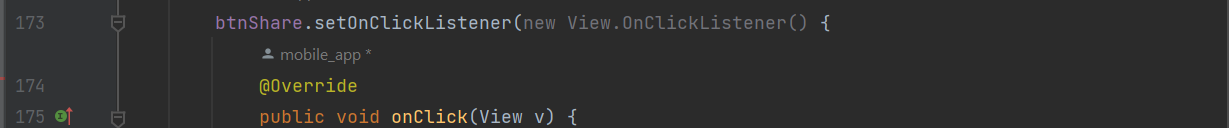 173 btnShare.setOnClickListener(new View.OnClickListener() {
mobile_app *
174 @Override
175 public void onClick(View v) {